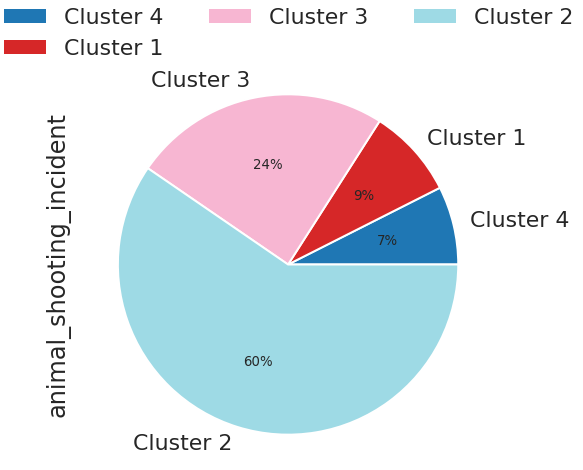 Cluster 4 Cluster 3 Cluster 2
Cluster 1
Cluster 3
Cluster 1
24%
9%
Cluster 4
7%
animal_shooting_incident
60%
Cluster 2